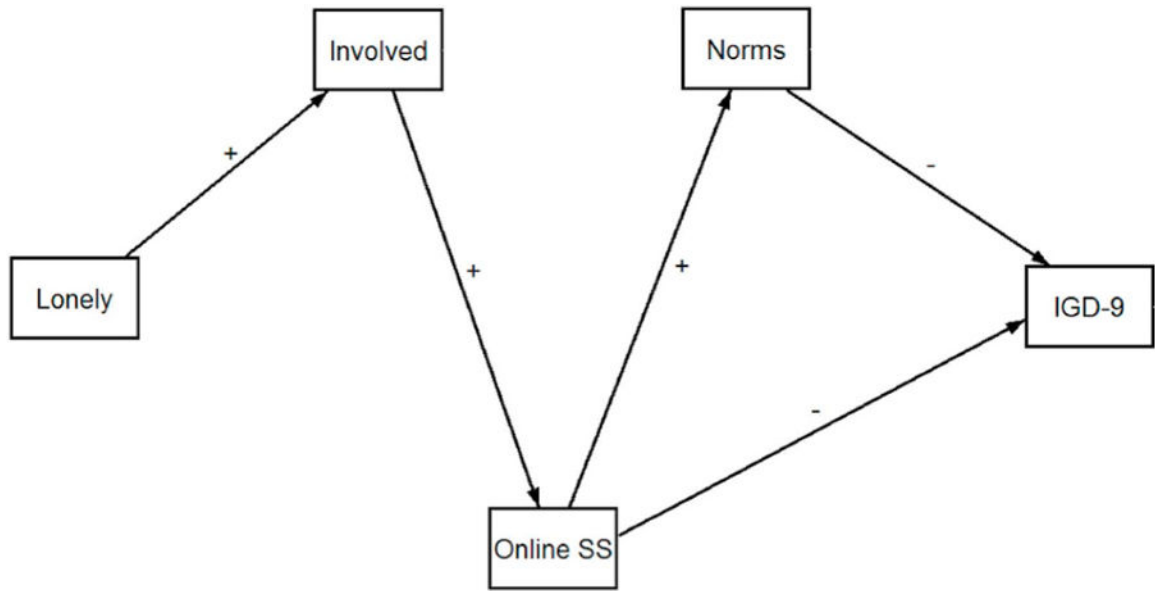 Involved
Norms
+
-
Lonely
+
+
IGD-9
-
Online SS